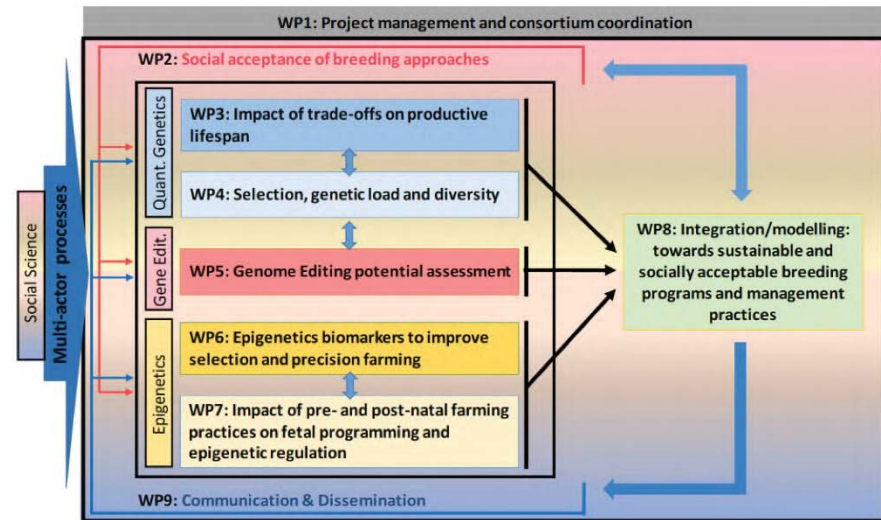 WP1: Project management and consortium coordination
WP2: Social acceptance of breeding approaches
Social Science
Multi-actor processes
Quant. Genetics
WP3: Impact of trade-offs on productive
lifespan
WP4: Selection, genetic load and diversity
Gene Edit.
WP5: Genome Editing potential assessment
Epigenetics
WP6: Epigenetics biomarkers to improve
selection and precision farming
WP7: Impact of pre- and post-natal farming
practices on fetal programming and
epigenetic regulation
WP8: Integration/modelling:
towards sustainable and
socially acceptable breeding
programs and management
practices
WP9: Communication & Dissemination